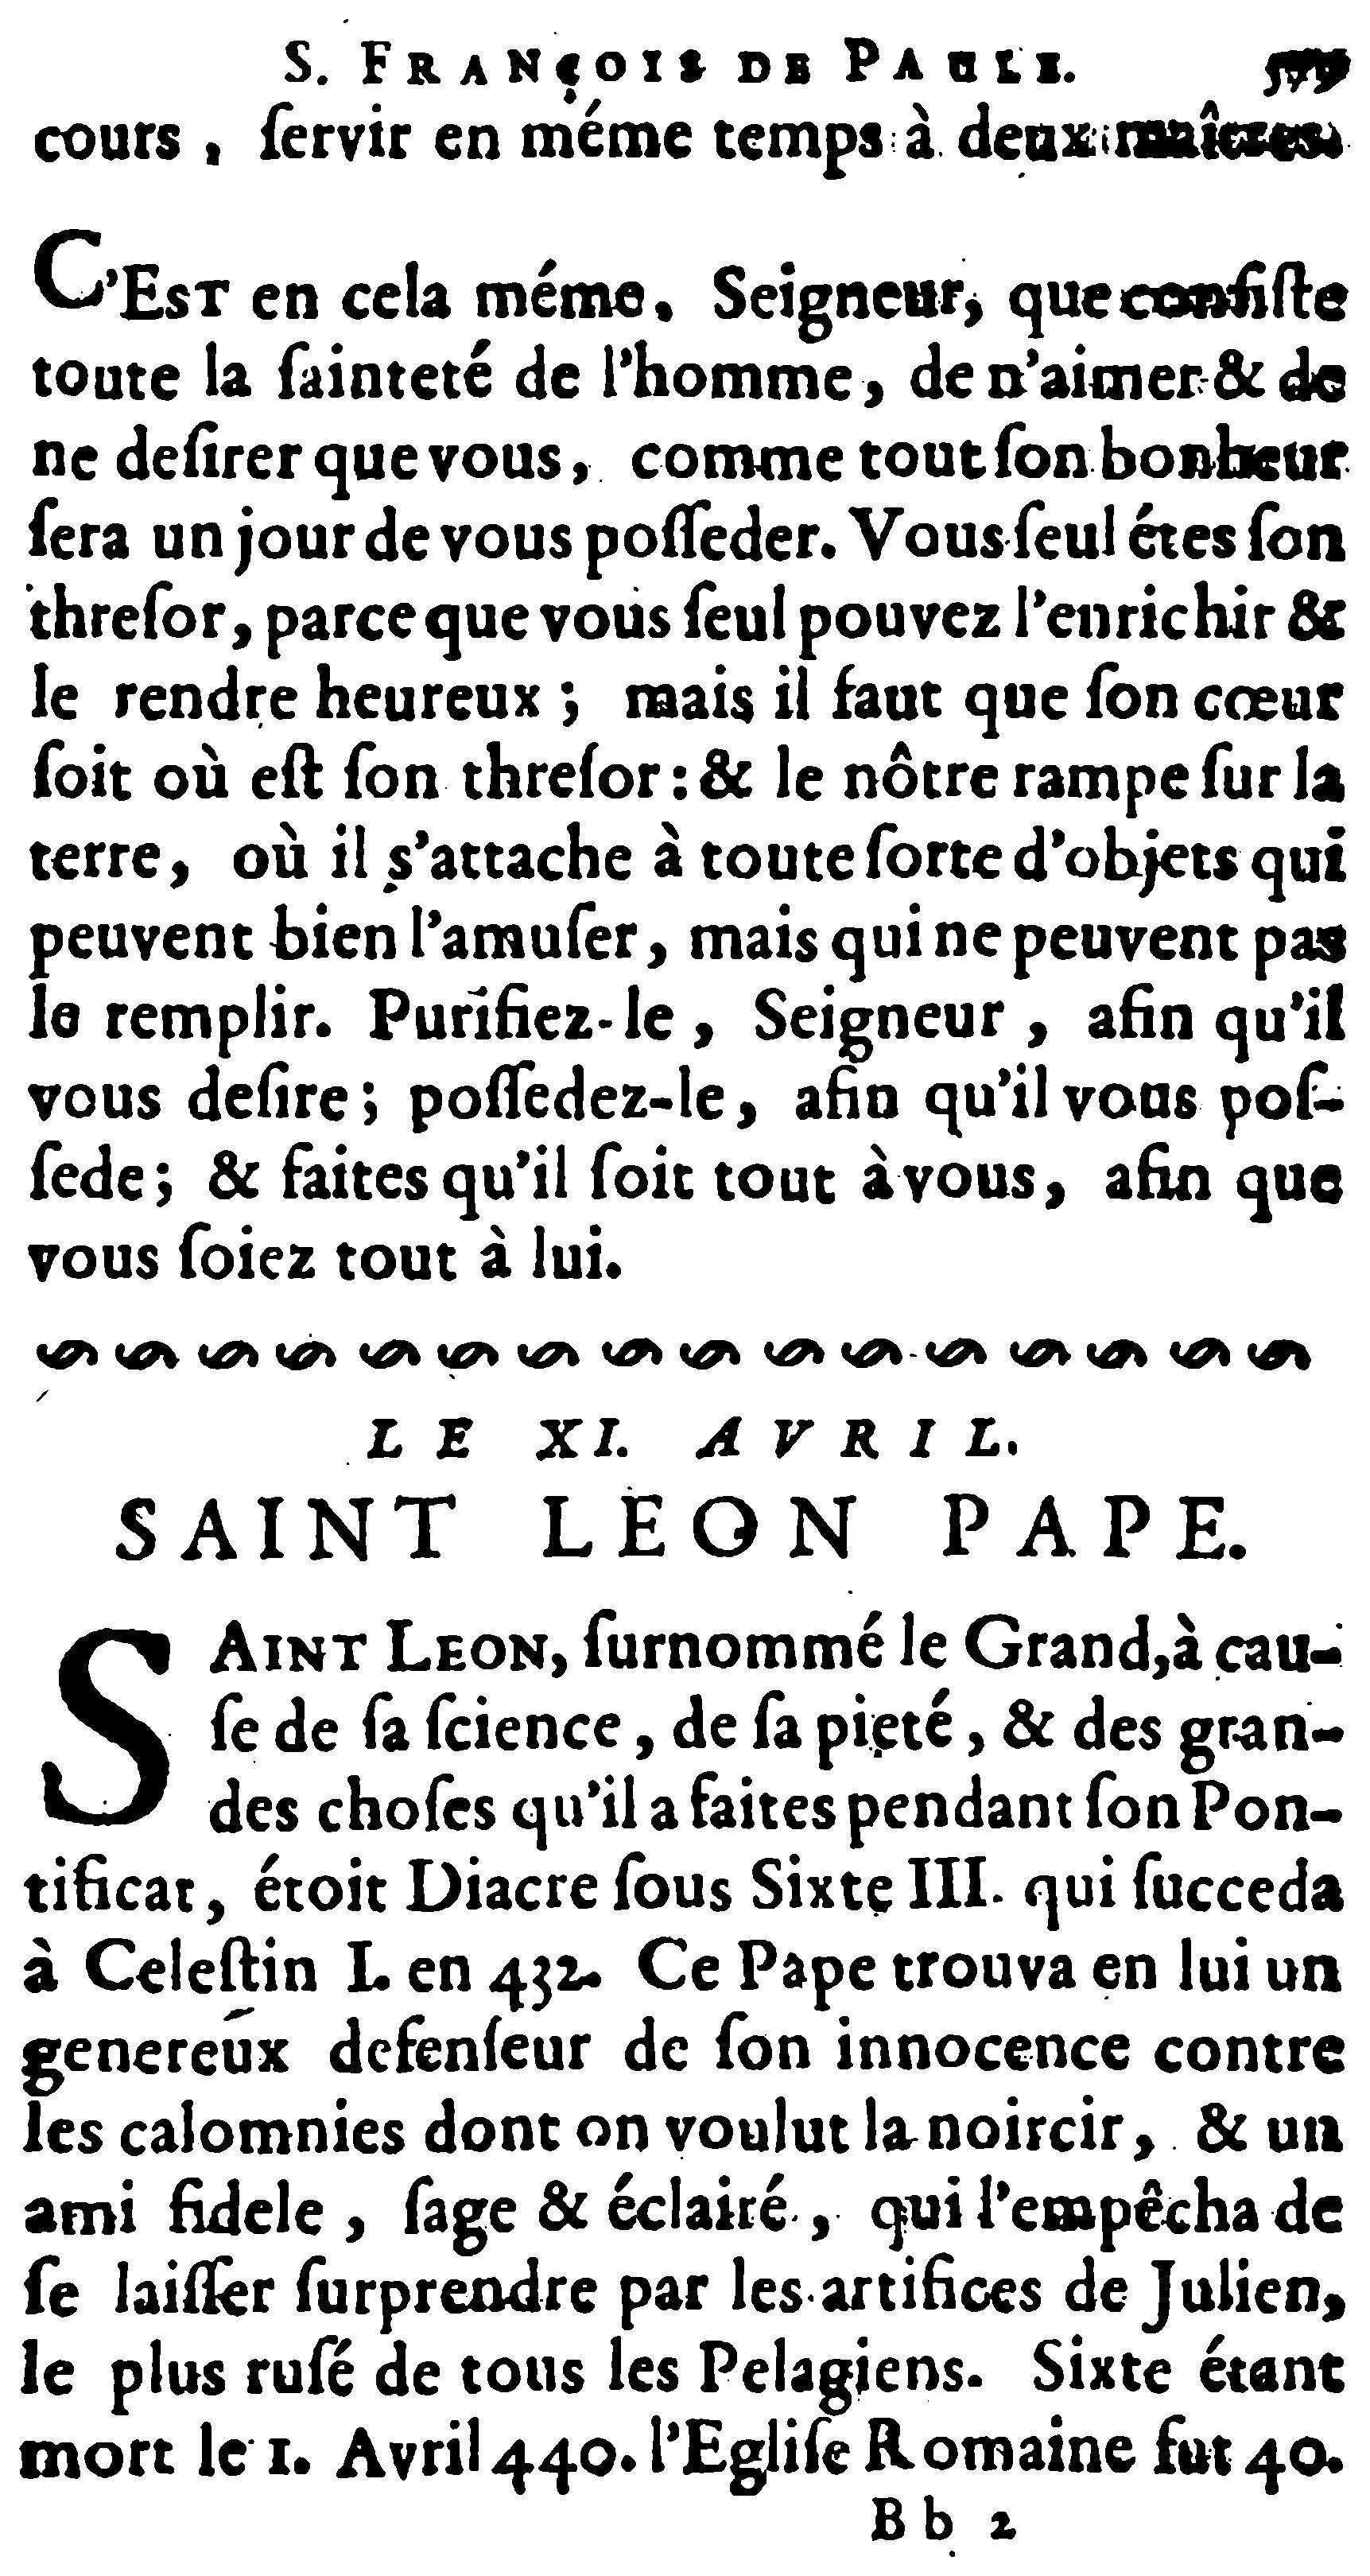 S. FRANÇOIS DE PAULE.
cours, ſervir en méme temps à deux maîtres.
C'EST en cela méme, Seigneur, que conſiſte
toute la ſainteté de l'homme, de n'aimer & de
ne deſirer que vous, comme tout ſon bonheur
ſera un jour de vous poſſeder. Vous ſeul étes ſon
threſor, parce que vous ſeul pouvez l'enrichir &
le rendre heureux ; mais il faut que ſon cœur
ſoit où eſt ſon threſor : & le nôtre rampe ſur la
terre, où il s'attache à toute ſorte d'objets qui
peuvent bien l'amuſer, mais qui ne peuvent pas
le remplir. Purifiez-le, Seigneur, afin qu'il
vous deſire ; poſſedez-le, afin qu'il vous poſ-
ſede ; & faites qu'il ſoit tout à vous, afin que
vous ſoiez tout à lui.
LE XI. AVRIL.
SAINT LEON PAPE.
SAINT LEON, ſurnommé le Grand, à cau-
ſe de ſa ſcience, de ſa pieté, & des gran-
des choſes qu'il a faites pendant ſon Pon-
tificat, étoit Diacre ſous Sixte III. qui ſucceda
à Celeſtin I. en 432. Ce Pape trouva en lui un
genereux defenſeur de ſon innocence contre
les calomnies dont on voulut la noircir, & un
ami fidele, ſage & éclairé, qui l'empêcha de
ſe laiſſer ſurprendre par les artifices de Julien,
le plus ruſé de tous les Pelagiens. Sixte étant
mort le 1. Avril 440. l'Egliſe Romaine fut 40.
Bb 2